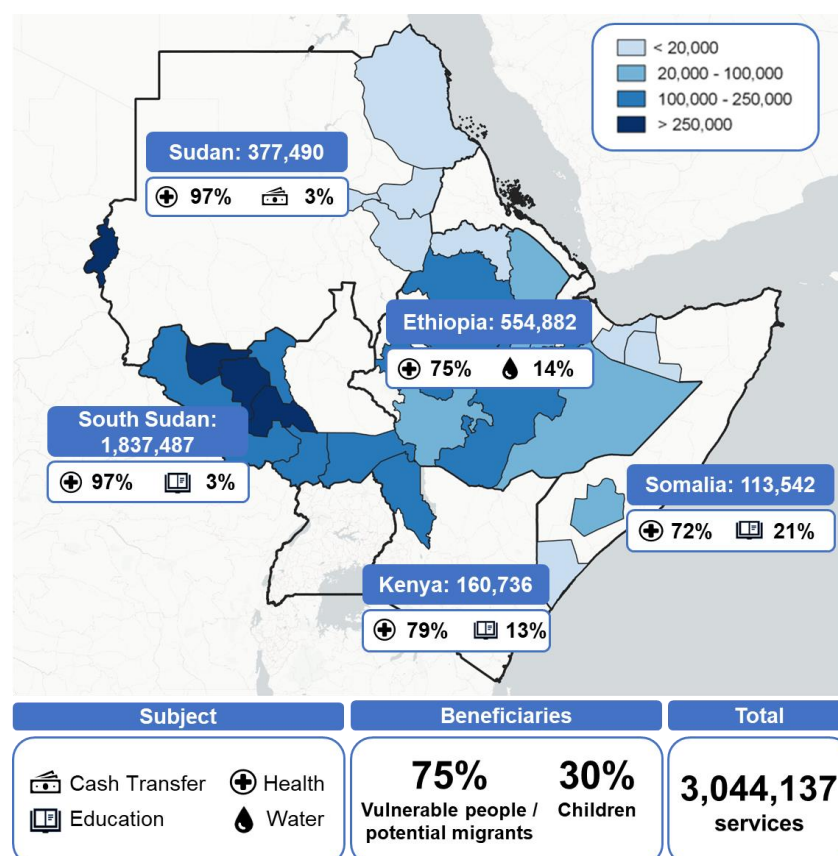 < 20,000
20,000 - 100,000
100,000 - 250,000
> 250,000
Sudan: 377,490
97% 3%
Ethiopia: 554,882
75% 14%
South Sudan:
1,837,487
97% 3%
Somalia: 113,542
72% 21%
Kenya: 160,736
79% 13%
Subject
Cash Transfer Health
Education Water
Beneficiaries
75% 30%
Vulnerable people / Children
potential migrants
Total
3,044,137
services